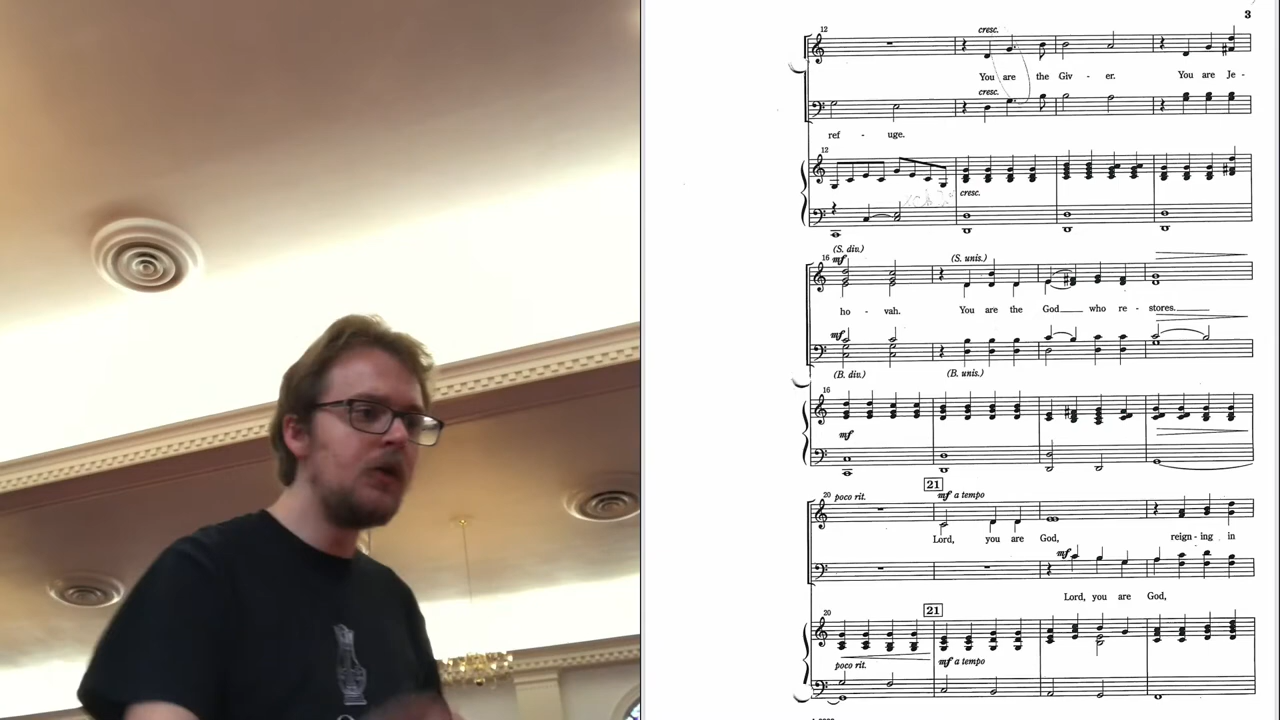 3
12
cresc.
You are the Giv - er. You are Je -
cresc.
ref - uge.
12
cresc.
(S. div.) (S. unis.)
16 mf
ho - vah. You are the God who re - stores.
mf
(B. div.) (B. unis.)
16
mf
21
20 poco rit. mf a tempo
Lord, you are God, reign - ing in
mf
Lord, you are God,
20 21
poco rit. mf a tempo